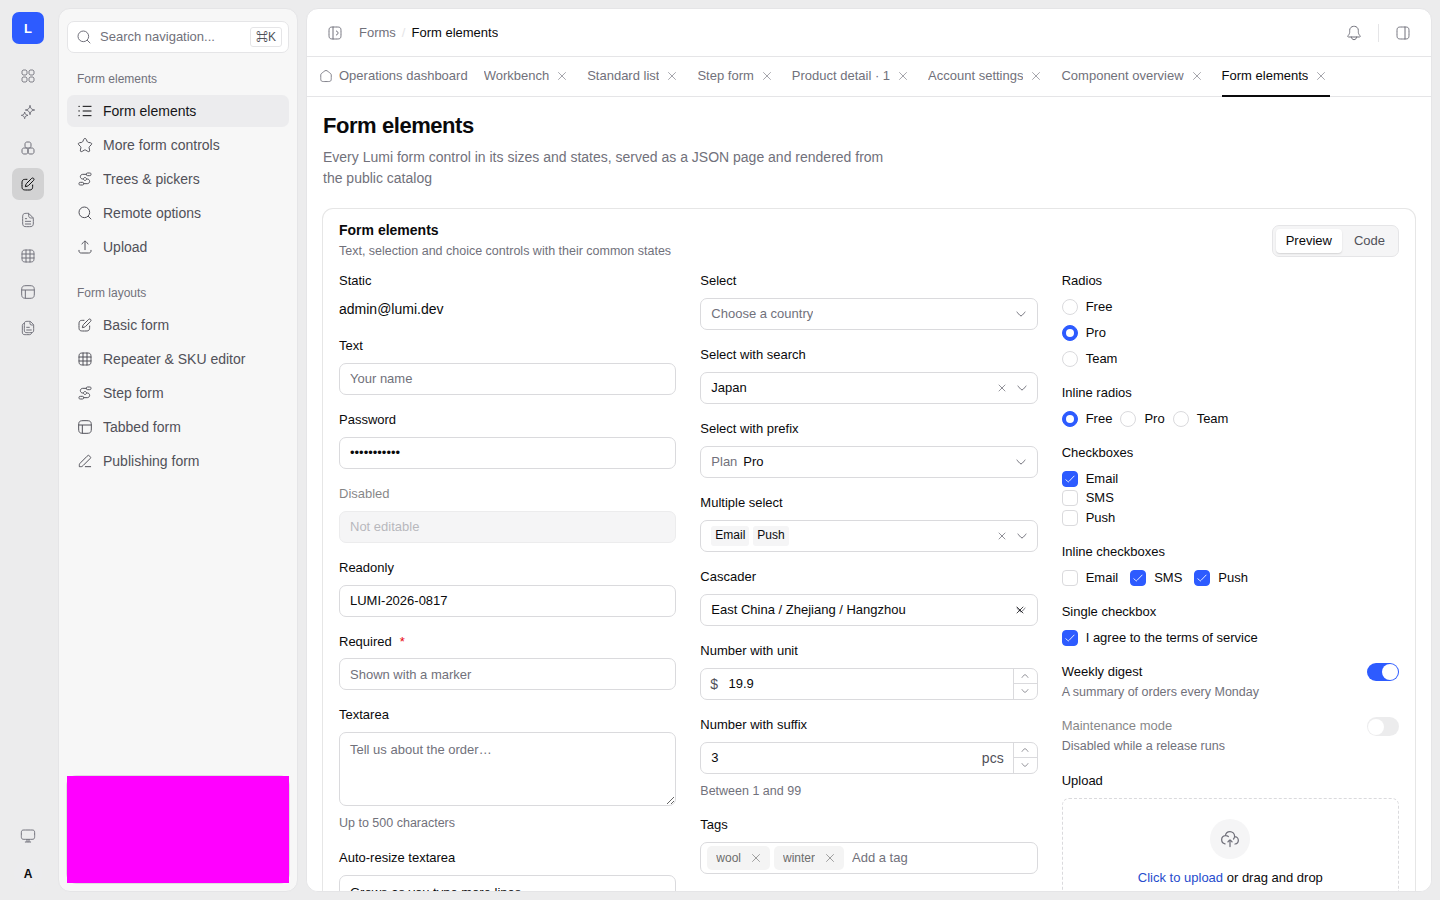 L
Search navigation...
⌘K
Form elements
Form elements
More form controls
Trees & pickers
Remote options
Upload
Form layouts
Basic form
Repeater & SKU editor
Step form
Tabbed form
Publishing form
A
Forms / Form elements
Operations dashboard
Workbench
Standard list
Step form
Product detail · 1
Account settings
Component overview
Form elements
Form elements
Every Lumi form control in its sizes and states, served as a JSON page and rendered from
the public catalog
Form elements
Text, selection and choice controls with their common states
Preview
Code
Static
admin@lumi.dev
Text
Your name
Password
•••••••••••
Disabled
Not editable
Readonly
LUMI-2026-0817
Required *
Shown with a marker
Textarea
Tell us about the order…
Up to 500 characters
Auto-resize textarea
Grows as you type more lines
Select
Choose a country
Select with search
Japan
Select with prefix
Plan Pro
Multiple select
Email Push
Cascader
East China / Zhejiang / Hangzhou
Number with unit
$ 19.9
Number with suffix
3 pcs
Between 1 and 99
Tags
wool winter Add a tag
Radios
Free
Pro
Team
Inline radios
Free Pro Team
Checkboxes
Email
SMS
Push
Inline checkboxes
Email SMS Push
Single checkbox
I agree to the terms of service
Weekly digest
A summary of orders every Monday
Maintenance mode
Disabled while a release runs
Upload
Click to upload or drag and drop